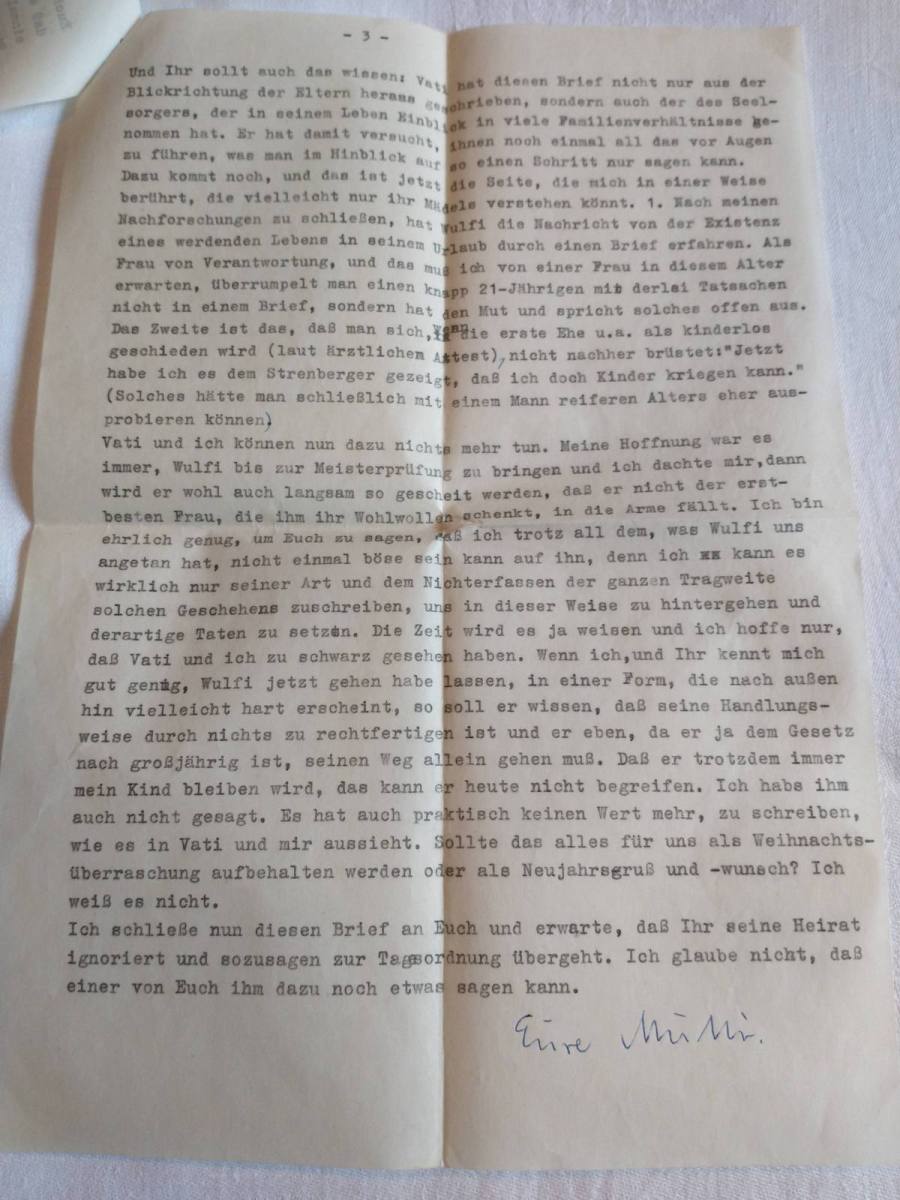 - 3 -
Und Ihr sollt auch das wissen: Vati hat diesen Brief nicht nur aus der
Blickrichtung der Eltern heraus geschrieben, sondern auch der des Seel-
sorgers, der in seinem Leben Einblick in viele Familienverhältnisse ge-
nommen hat. Er hat damit versucht, ihnen noch einmal all das vor Augen
zu führen, was man im Hinblick auf so einen Schritt nur sagen kann.
Dazu kommt noch, und das ist jetzt die Seite, die mich in einer Weise
berührt, die vielleicht nur ihr Mädels verstehen könnt. 1. Nach meinen
Nachforschungen zu schließen, hat Wulfi die Nachricht von der Existenz
eines werdenden Lebens in seinem Urlaub durch einen Brief erfahren. Als
Frau von Verantwortung, und das muß ich von einer Frau in diesem Alter
erwarten, überrumpelt man einen knapp 21-Jährigen mit derlei Tatsachen
nicht in einem Brief, sondern hat den Mut und spricht solches offen aus.
Das Zweite ist das, daß man sich, wenn die erste Ehe u.a. als kinderlos
geschieden wird (laut ärztlichem Attest), nicht nachher brüstet:"Jetzt
habe ich es dem Strenberger gezeigt, daß ich doch Kinder kriegen kann."
(Solches hätte man schließlich mit einem Mann reiferen Alters eher aus-
probieren können)
Vati und ich können nun dazu nichts mehr tun. Meine Hoffnung war es
immer, Wulfi bis zur Meisterprüfung zu bringen und ich dachte mir,dann
wird er wohl auch langsam so gescheit werden, daß er nicht der erst-
besten Frau, die ihm ihr Wohlwollen schenkt, in die Arme fällt. Ich bin
ehrlich genug, um Euch zu sagen, daß ich trotz all dem, was Wulfi uns
angetan hat, nicht einmal böse sein kann auf ihn, denn ich xx kann es
wirklich nur seiner Art und dem Nichterfassen der ganzen Tragweite
solchen Geschehens zuschreiben, uns in dieser Weise zu hintergehen und
derartige Taten zu setzen. Die Zeit wird es ja weisen und ich hoffe nur,
daß Vati und ich zu schwarz gesehen haben. Wenn ich,und Ihr kennt mich
gut genug, Wulfi jetzt gehen habe lassen, in einer Form, die nach außen
hin vielleicht hart erscheint, so soll er wissen, daß seine Handlungs-
weise durch nichts zu rechtfertigen ist und er eben, da er ja dem Gesetz
nach großjährig ist, seinen Weg allein gehen muß. Daß er trotzdem immer
mein Kind bleiben wird, das kann er heute nicht begreifen. Ich habs ihm
auch nicht gesagt. Es hat auch praktisch keinen Wert mehr, zu schreiben,
wie es in Vati und mir aussieht. Sollte das alles für uns als Weihnachts-
überraschung aufbehalten werden oder als Neujahrsgruß und -wunsch? Ich
weiß es nicht.
Ich schließe nun diesen Brief an Euch und erwarte, daß Ihr seine Heirat
ignoriert und sozusagen zur Tagsordnung übergeht. Ich glaube nicht, daß
einer von Euch ihm dazu noch etwas sagen kann.
Eure Mutti.